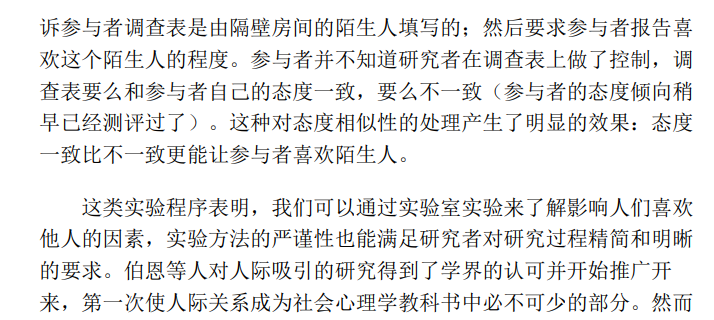 诉参与者调查表是由隔壁房间的陌生人填写的；然后要求参与者报告喜
欢这个陌生人的程度。参与者并不知道研究者在调查表上做了控制，调
查表要么和参与者自己的态度一致，要么不一致（参与者的态度倾向稍
早已经测评过了）。这种对态度相似性的处理产生了明显的效果：态度
一致比不一致更能让参与者喜欢陌生人。
这类实验程序表明，我们可以通过实验室实验来了解影响人们喜欢
他人的因素，实验方法的严谨性也能满足研究者对研究过程精简和明晰
的要求。伯恩等人对人际吸引的研究得到了学界的认可并开始推广开
来，第一次使人际关系成为社会心理学教科书中必不可少的部分。然而